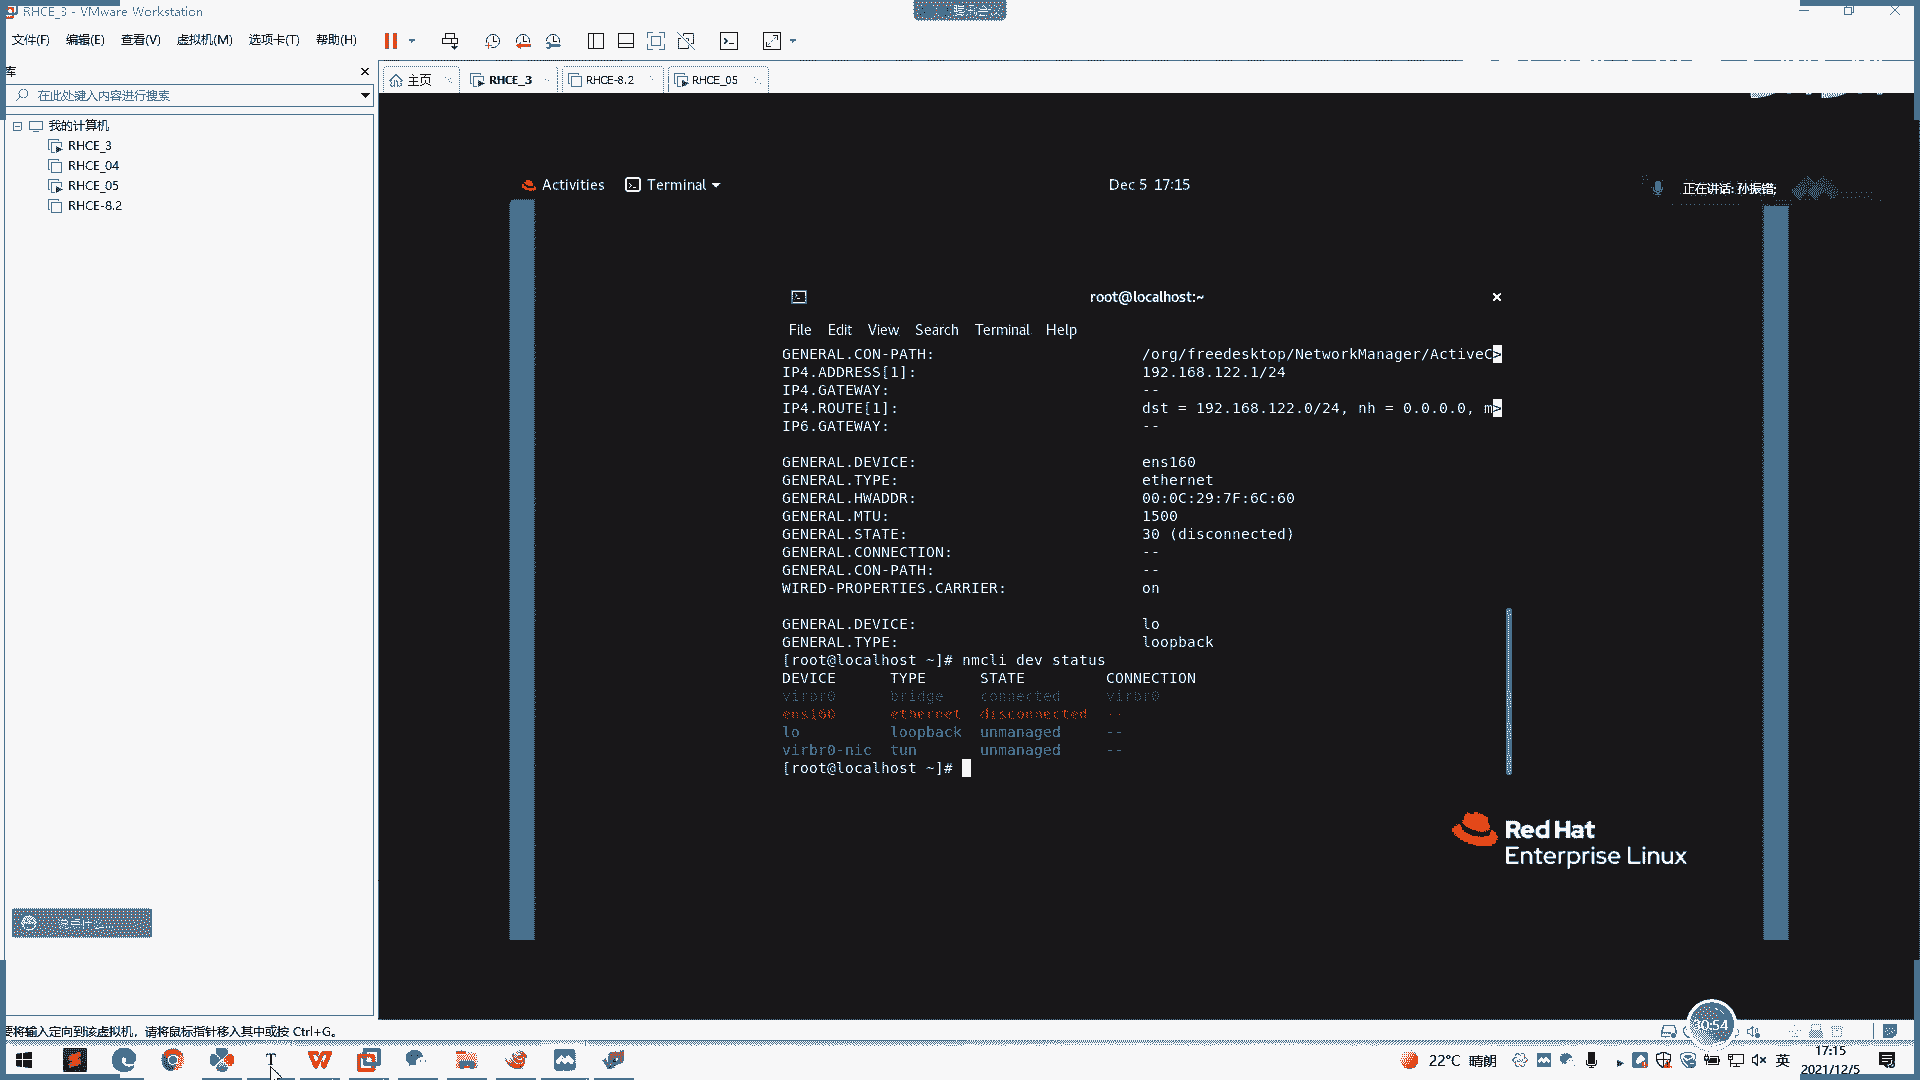 RHCE_3 - VMware Workstation
文件(F) 编辑(E) 查看(V) 虚拟机(M) 选项卡(T) 帮助(H)
库
在此处键入内容进行搜索
我的计算机
RHCE_3
RHCE_04
RHCE_05
RHCE-8.2
主页 RHCE_3 RHCE-8.2 RHCE_05
Activities Terminal Dec 5 17:15
正在讲话: 孙振锴;
root@localhost:~
File Edit View Search Terminal Help
GENERAL.CON-PATH: /org/freedesktop/NetworkManager/ActiveC>
IP4.ADDRESS[1]: 192.168.122.1/24
IP4.GATEWAY: --
IP4.ROUTE[1]: dst = 192.168.122.0/24, nh = 0.0.0.0, m>
IP6.GATEWAY: --
GENERAL.DEVICE: ens160
GENERAL.TYPE: ethernet
GENERAL.HWADDR: 00:0C:29:7F:6C:60
GENERAL.MTU: 1500
GENERAL.STATE: 30 (disconnected)
GENERAL.CONNECTION: --
GENERAL.CON-PATH: --
WIRED-PROPERTIES.CARRIER: on
GENERAL.DEVICE: lo
GENERAL.TYPE: loopback
[root@localhost ~]# nmcli dev status
DEVICE TYPE STATE CONNECTION
virbr0 bridge connected virbr0
ens160 ethernet disconnected --
lo loopback unmanaged --
virbr0-nic tun unmanaged --
[root@localhost ~]#
Red Hat
Enterprise Linux
要将输入定向到该虚拟机，请将鼠标指针移入其中或按 Ctrl+G。
30:54
22°C 晴朗
英
17:15
2021/12/5